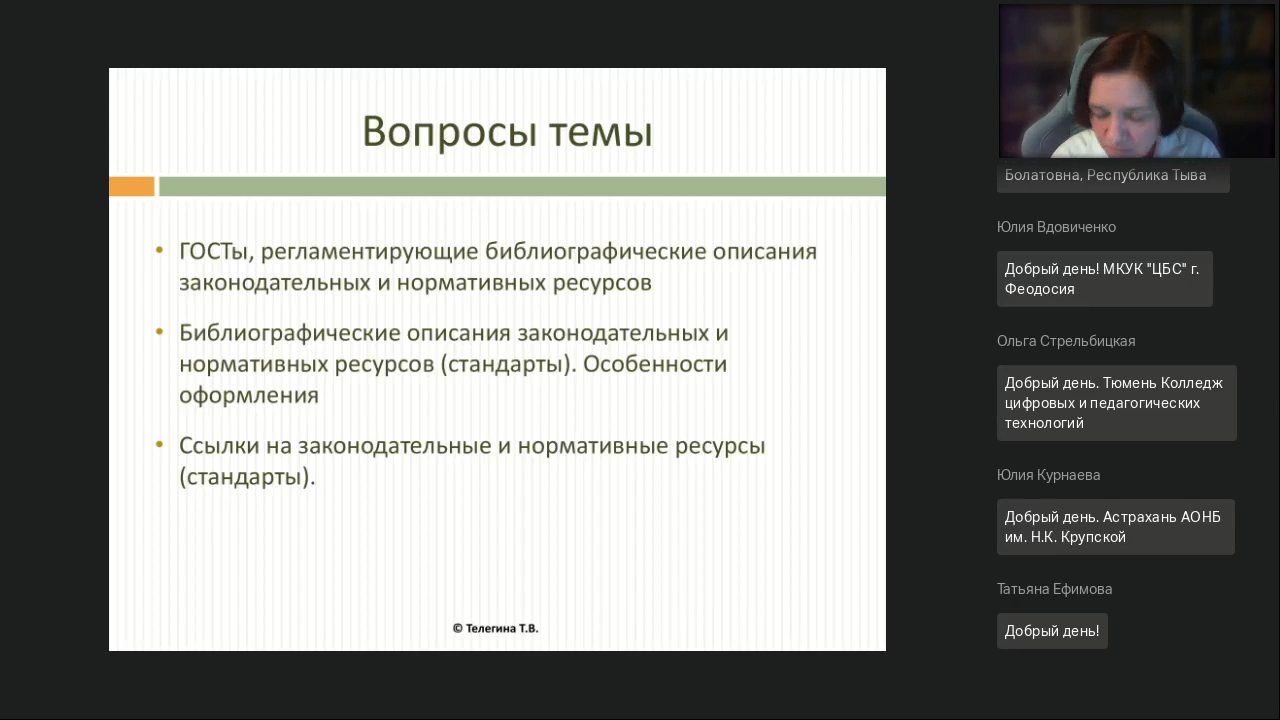 Вопросы темы
• ГОСТы, регламентирующие библиографические описания
законодательных и нормативных ресурсов
• Библиографические описания законодательных и
нормативных ресурсов (стандарты). Особенности
оформления
• Ссылки на законодательные и нормативные ресурсы
(стандарты).
© Телегина Т.В.
Болатовна, Республика Тыва
Юлия Вдовиченко
Добрый день! МКУК "ЦБС" г.
Феодосия
Ольга Стрельбицкая
Добрый день. Тюмень Колледж
цифровых и педагогических
технологий
Юлия Курнаева
Добрый день. Астрахань АОНБ
им. Н.К. Крупской
Татьяна Ефимова
Добрый день!